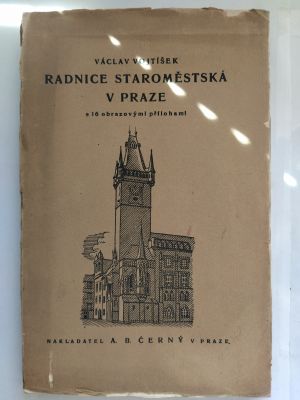 VÁCLAV VOJTÍŠEK
RADNICE STAROMĚSTSKÁ
V PRAZE
s 16 obrazovými přílohami
NAKLADATEL A. B. ČERNÝ V PRAZE.